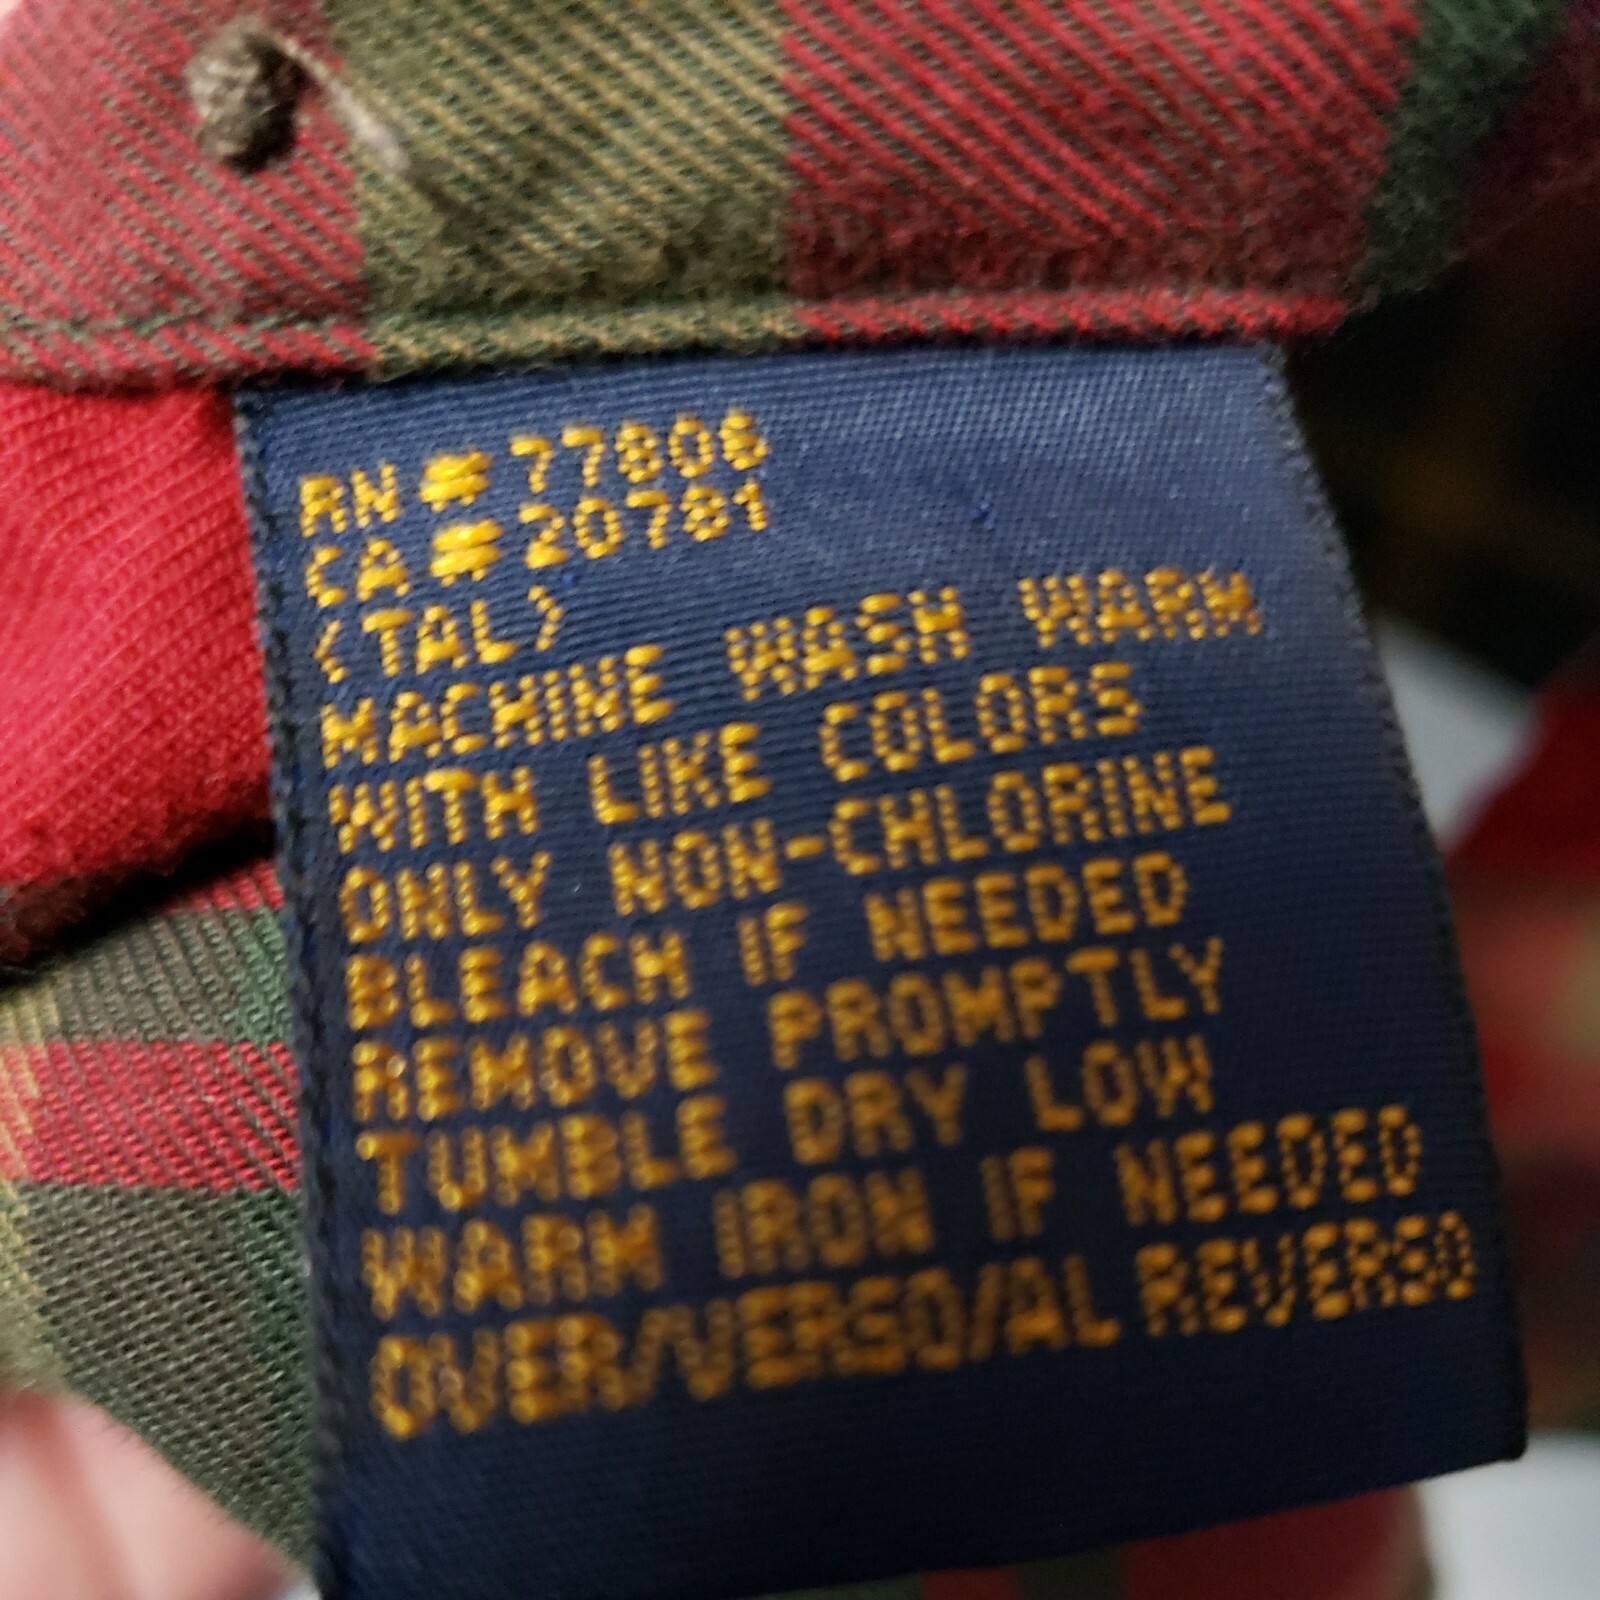 RN # 77806
CA # 20781
<TAL>
MACHINE WASH WARM
WITH LIKE COLORS
ONLY NON-CHLORINE
BLEACH IF NEEDED
REMOVE PROMPTLY
TUMBLE DRY LOW
WARM IRON IF NEEDED
OVER/VERSO/AL REVERSO